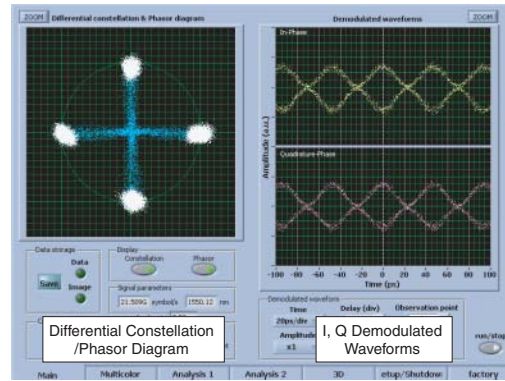 ZOOM Differential constellation & Phasor diagram
Demodulated waveforms ZOOM
In-Phase
Quadrature-Phase
Amplitude (a.u.)
-100 -80 -60 -40 -20 0 20 40 60 80 100
Time (ps)
Data storage
Data
Save
Image
Display
Constellation Phasor
Signal parameters
21.509G symbol/s 1550.12 nm
Demodulated waveform
Time Delay (div) Observation point
20ps/div
Amplitude
x1
run/stop
Differential Constellation
/Phasor Diagram
I, Q Demodulated
Waveforms
Main Multicolor Analysis 1 Analysis 2 3D etup/Shutdow factory